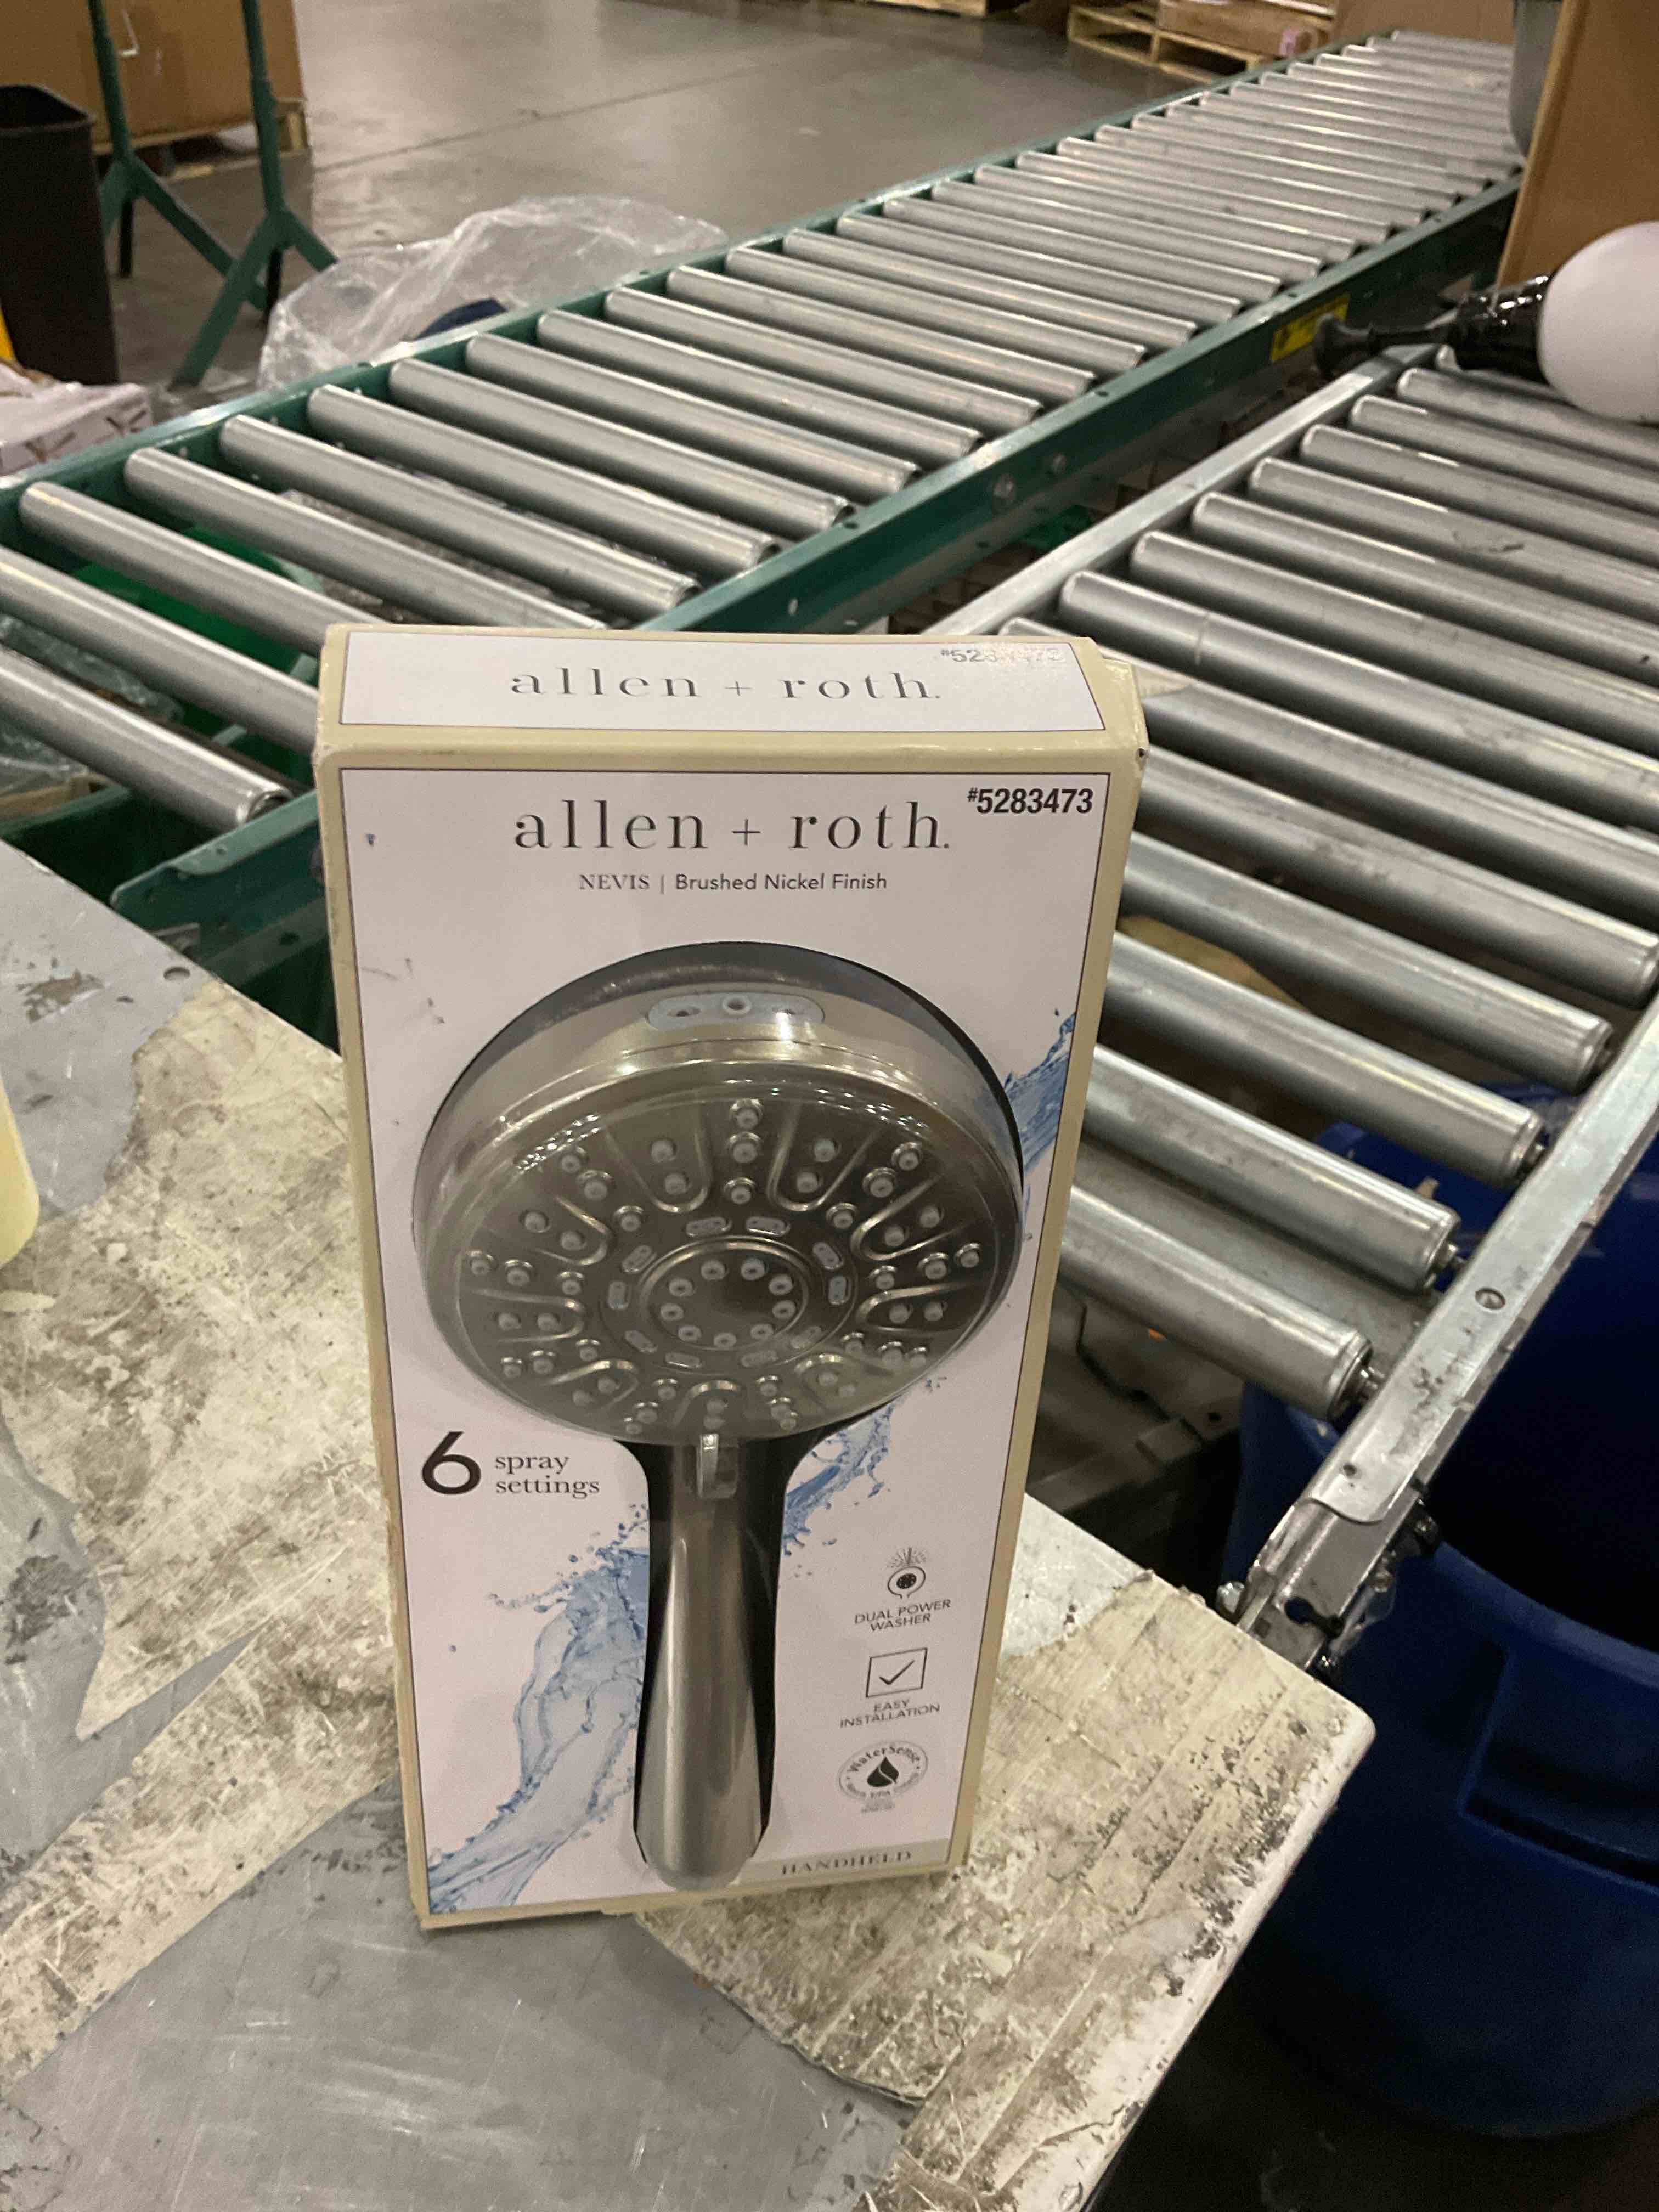 allen + roth.
#5283473
allen + roth.
NEVIS | Brushed Nickel Finish
6 spray
settings
DUAL POWER
WASHER
EASY
INSTALLATION
WaterSense
HANDHELD